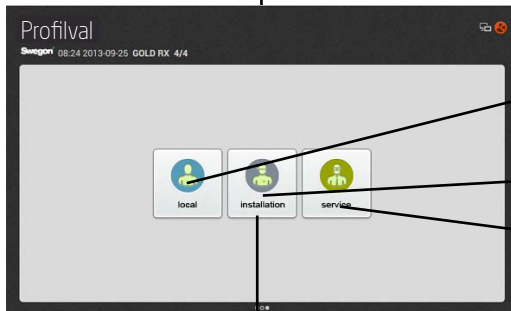 Profilval
Swegon 08:24 2013-09-25 GOLD RX 4/4
local installation service